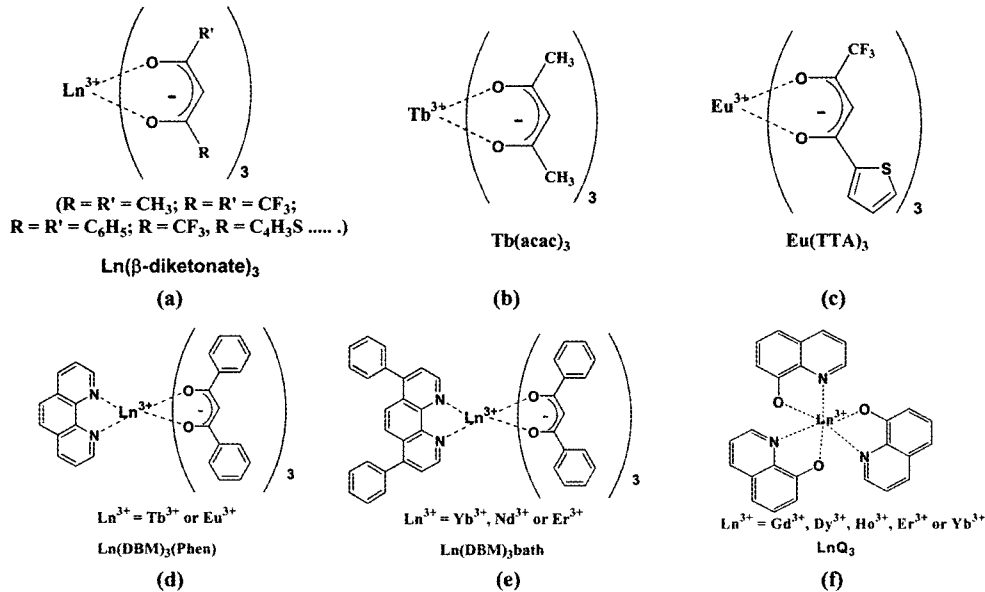 R'
O
Ln3+
-
O
R
3
(R = R' = CH3; R = R' = CF3;
R = R' = C6H5; R = CF3, R = C4H3S ..... .)
Ln(β-diketonate)3
(a)
CH3
O
Tb3+
-
O
CH3
3
Tb(acac)3
(b)
CF3
O
Eu3+
-
O
S
3
Eu(TTA)3
(c)
N
O
Ln3+
-
N
O
3
Ln3+ = Tb3+ or Eu3+
Ln(DBM)3(Phen)
(d)
N
O
Ln3+
-
N
O
3
Ln3+ = Yb3+, Nd3+ or Er3+
Ln(DBM)3bath
(e)
N
O
Ln3+
O
N
N
O
Ln3+ = Gd3+, Dy3+, Ho3+, Er3+ or Yb3+
LnQ3
(f)